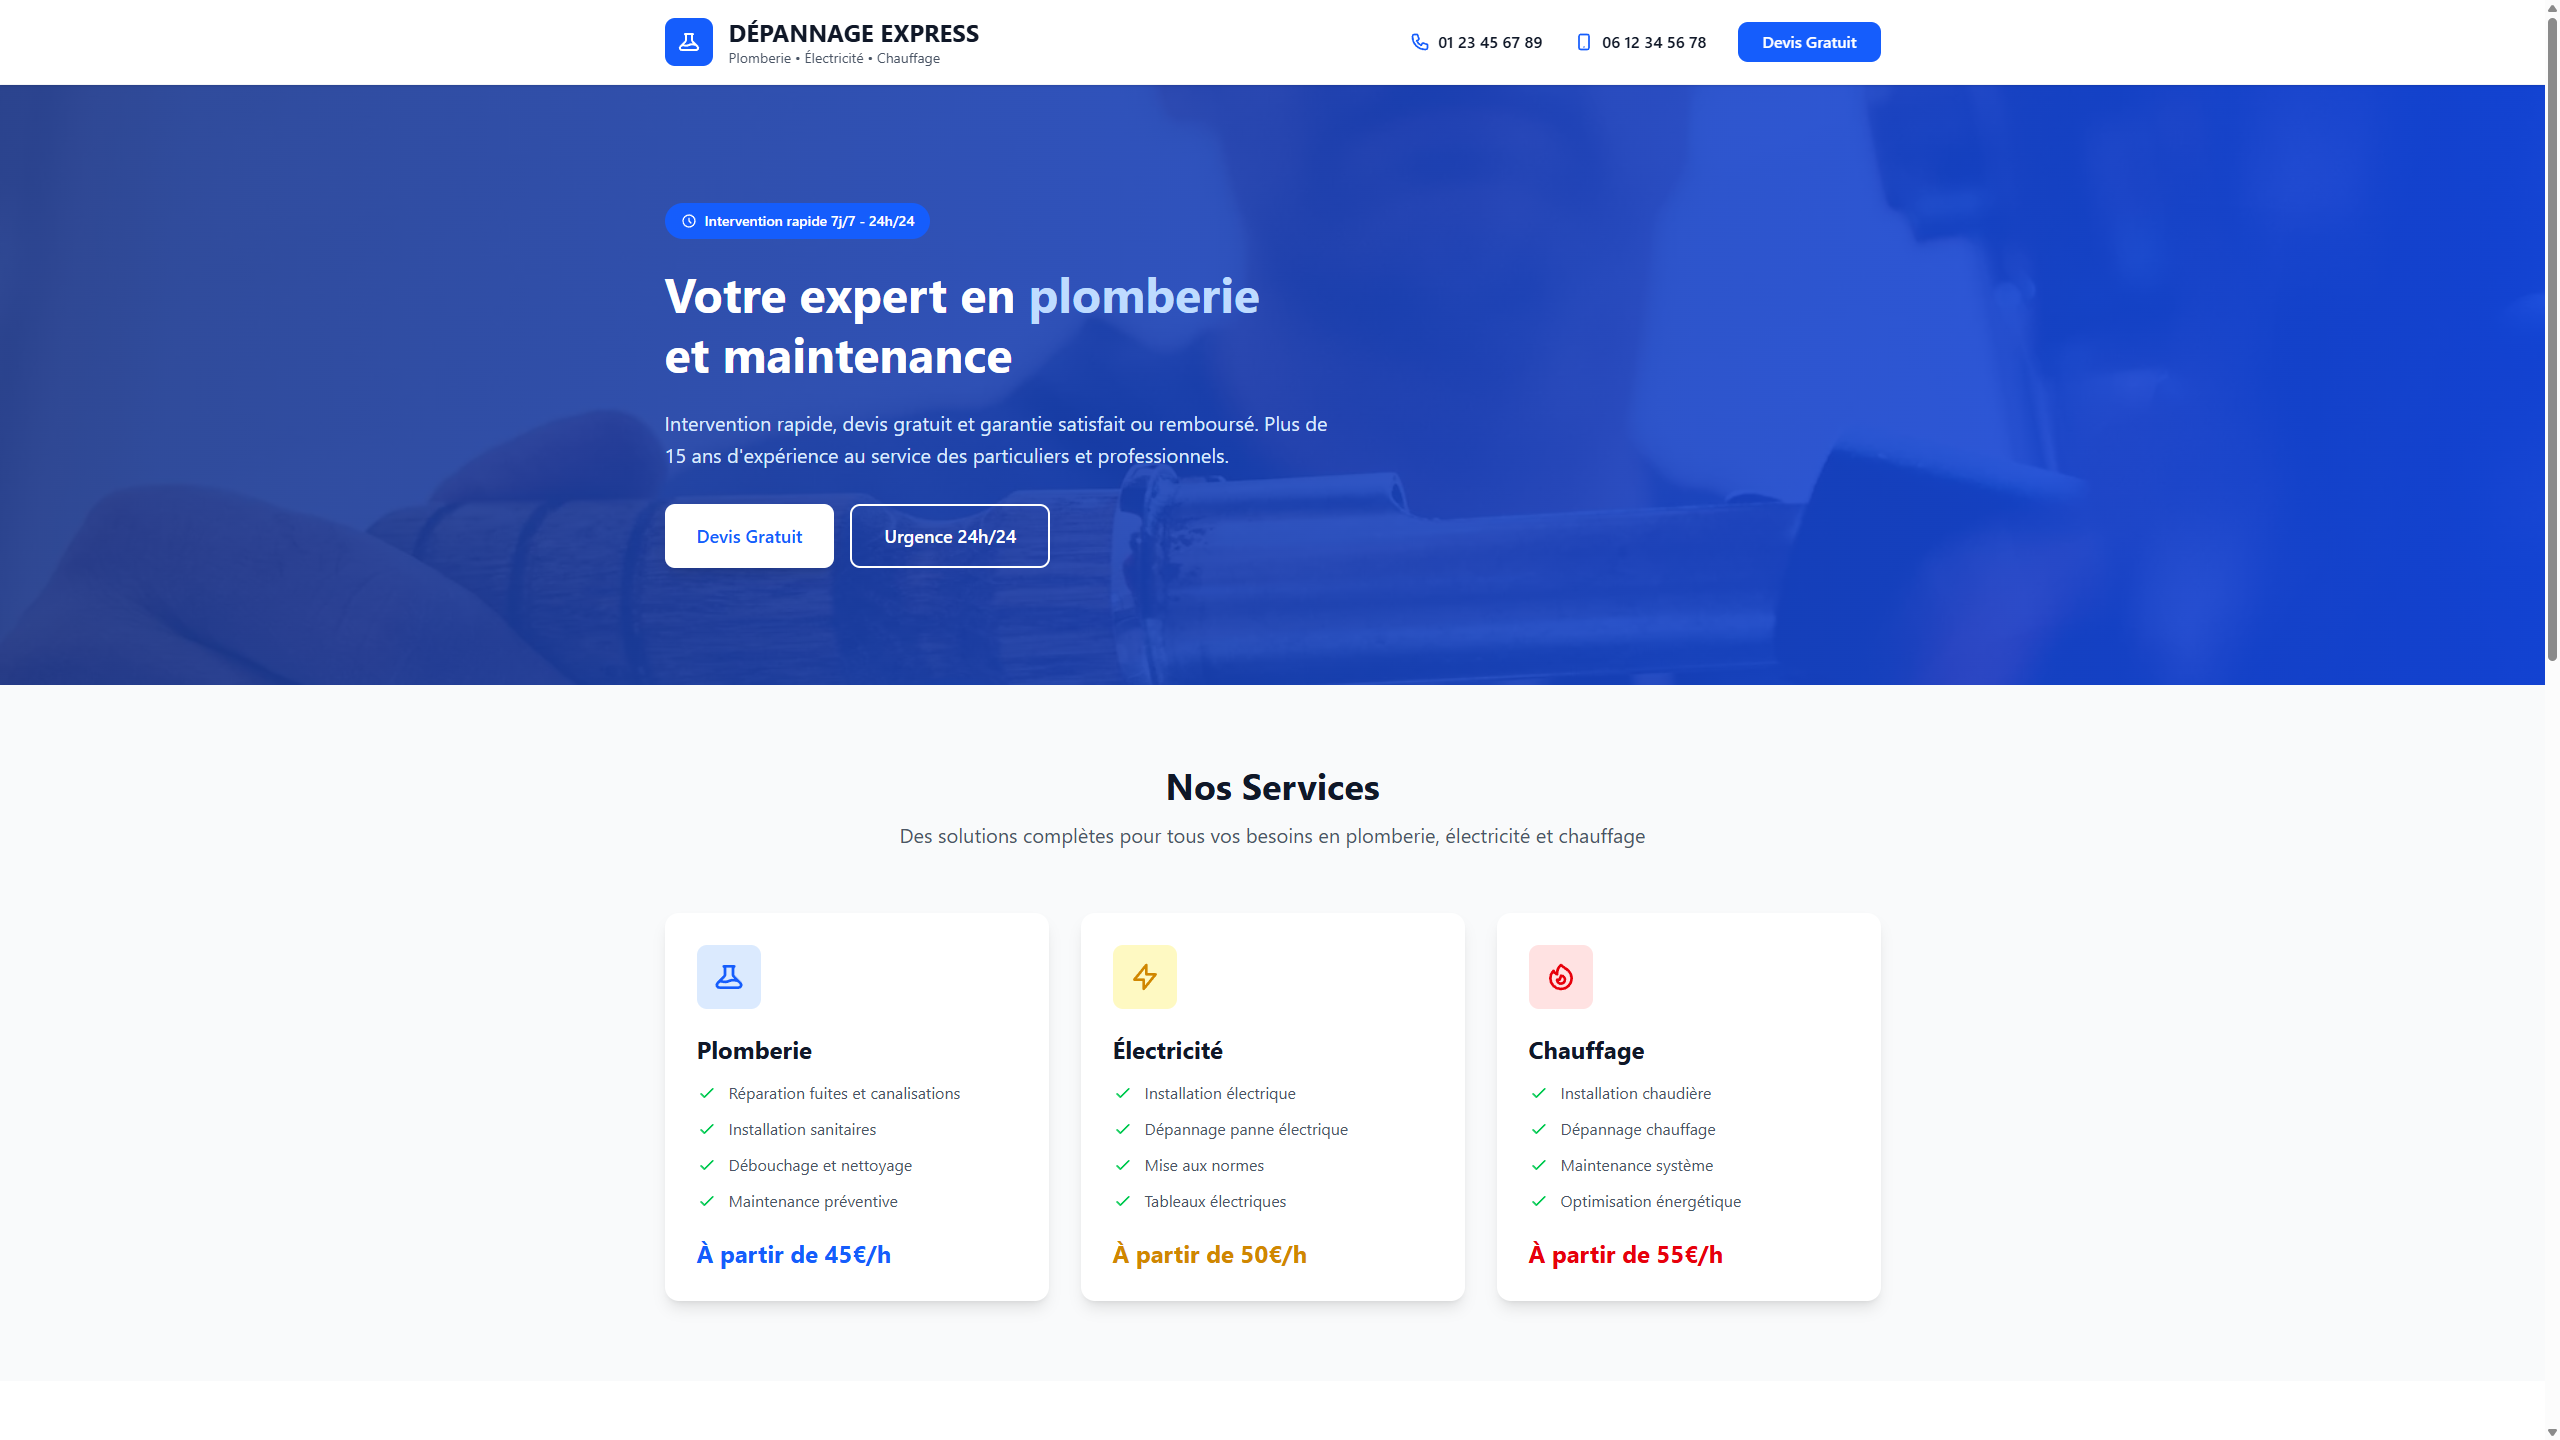 DÉPANNAGE EXPRESS
Plomberie • Électricité • Chauffage
01 23 45 67 89
06 12 34 56 78
Devis Gratuit
Intervention rapide 7j/7 - 24h/24
Votre expert en plomberie
et maintenance
Intervention rapide, devis gratuit et garantie satisfait ou remboursé. Plus de
15 ans d'expérience au service des particuliers et professionnels.
Devis Gratuit
Urgence 24h/24
Nos Services
Des solutions complètes pour tous vos besoins en plomberie, électricité et chauffage
Plomberie
Réparation fuites et canalisations
Installation sanitaires
Débouchage et nettoyage
Maintenance préventive
À partir de 45€/h
Électricité
Installation électrique
Dépannage panne électrique
Mise aux normes
Tableaux électriques
À partir de 50€/h
Chauffage
Installation chaudière
Dépannage chauffage
Maintenance système
Optimisation énergétique
À partir de 55€/h